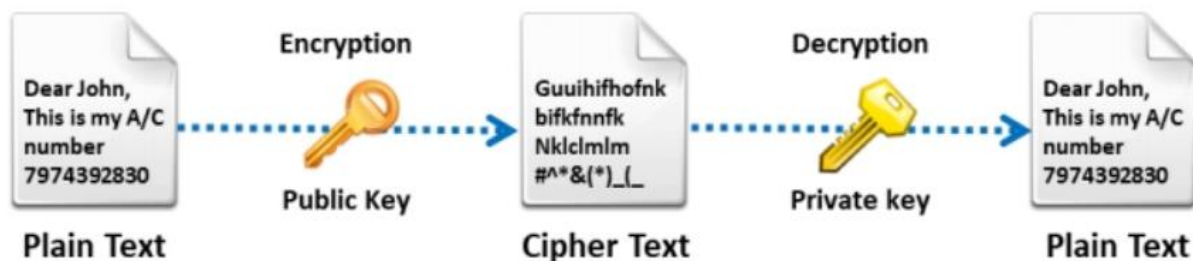 Encryption
Decryption
Dear John,
This is my A/C
number
7974392830
Guuihifhofnk
bifkfnnfk
Nklclmlm
#^*&(*)_(_
Dear John,
This is my A/C
number
7974392830
Public Key
Private key
Plain Text
Cipher Text
Plain Text